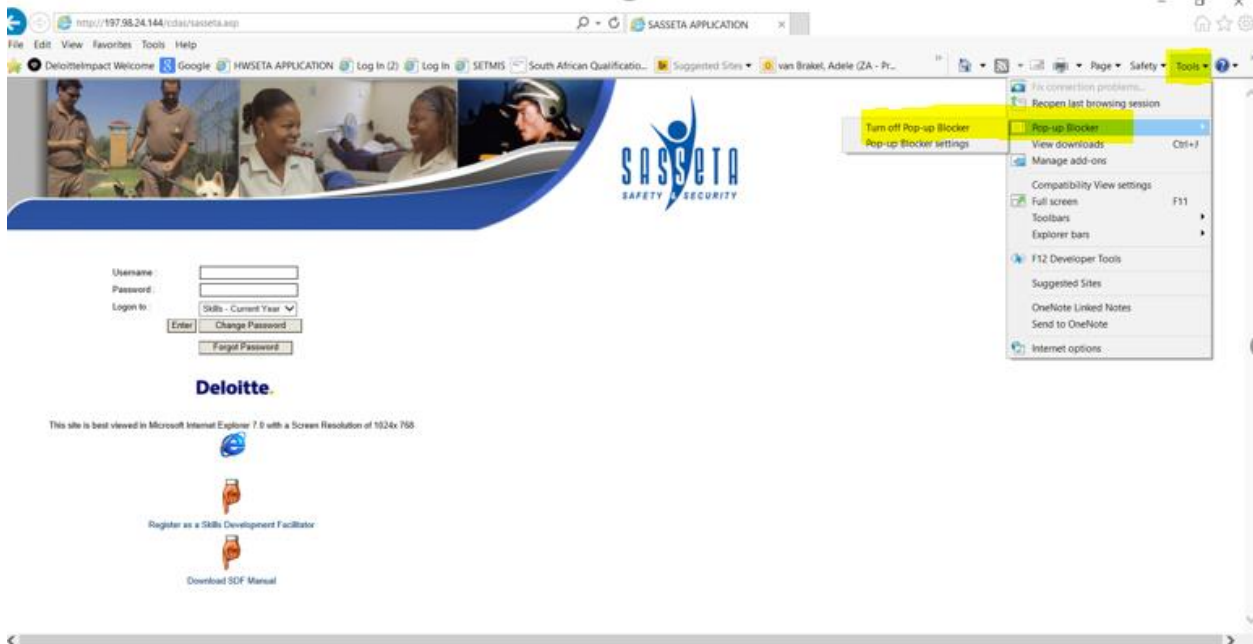 http://197.98.24.144/cdas/sasseta.asp
SASSETA APPLICATION
File Edit View Favorites Tools Help
DeloitteImpact Welcome Google HWSETA APPLICATION Log In (2) Log In SETMIS South African Qualificatio... Suggested Sites van Brakel, Adele (ZA - Pr...
Page Safety Tools
Fix connection problems...
Reopen last browsing session
Turn off Pop-up Blocker
Pop-up Blocker
Pop-up Blocker settings
View downloads Ctrl+J
Manage add-ons
Compatibility View settings
Full screen F11
Toolbars
Explorer bars
F12 Developer Tools
Suggested Sites
OneNote Linked Notes
Send to OneNote
Internet options
SASSETA
SAFETY & SECURITY
Username :
Password :
Logon to :
Skills - Current Year
Enter Change Password
Forgot Password
Deloitte.
This site is best viewed in Microsoft Internet Explorer 7.0 with a Screen Resolution of 1024x 768
Register as a Skills Development Facilitator
Download SDF Manual